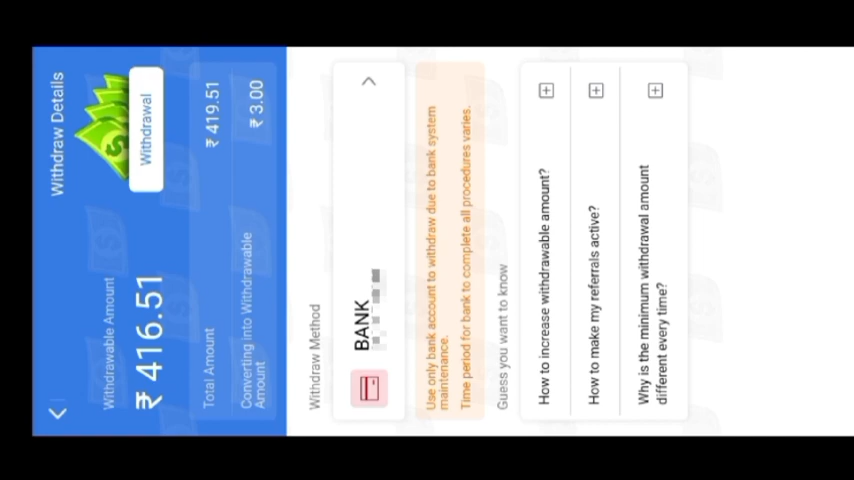 Withdraw Details
Withdrawable Amount
₹ 416.51
Withdrawal
Total Amount
₹ 419.51
Converting into Withdrawable
Amount
₹ 3.00
Withdraw Method
BANK
Use only bank account to withdraw due to bank system
maintenance.
Time period for bank to complete all procedures varies.
Guess you want to know
How to increase withdrawable amount?
How to make my referrals active?
Why is the minimum withdrawal amount
different every time?